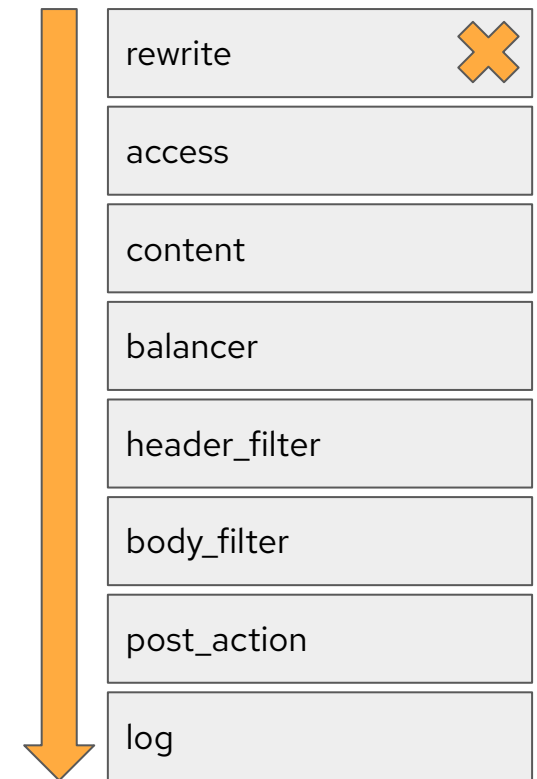 rewrite
access
content
balancer
header_filter
body_filter
post_action
log